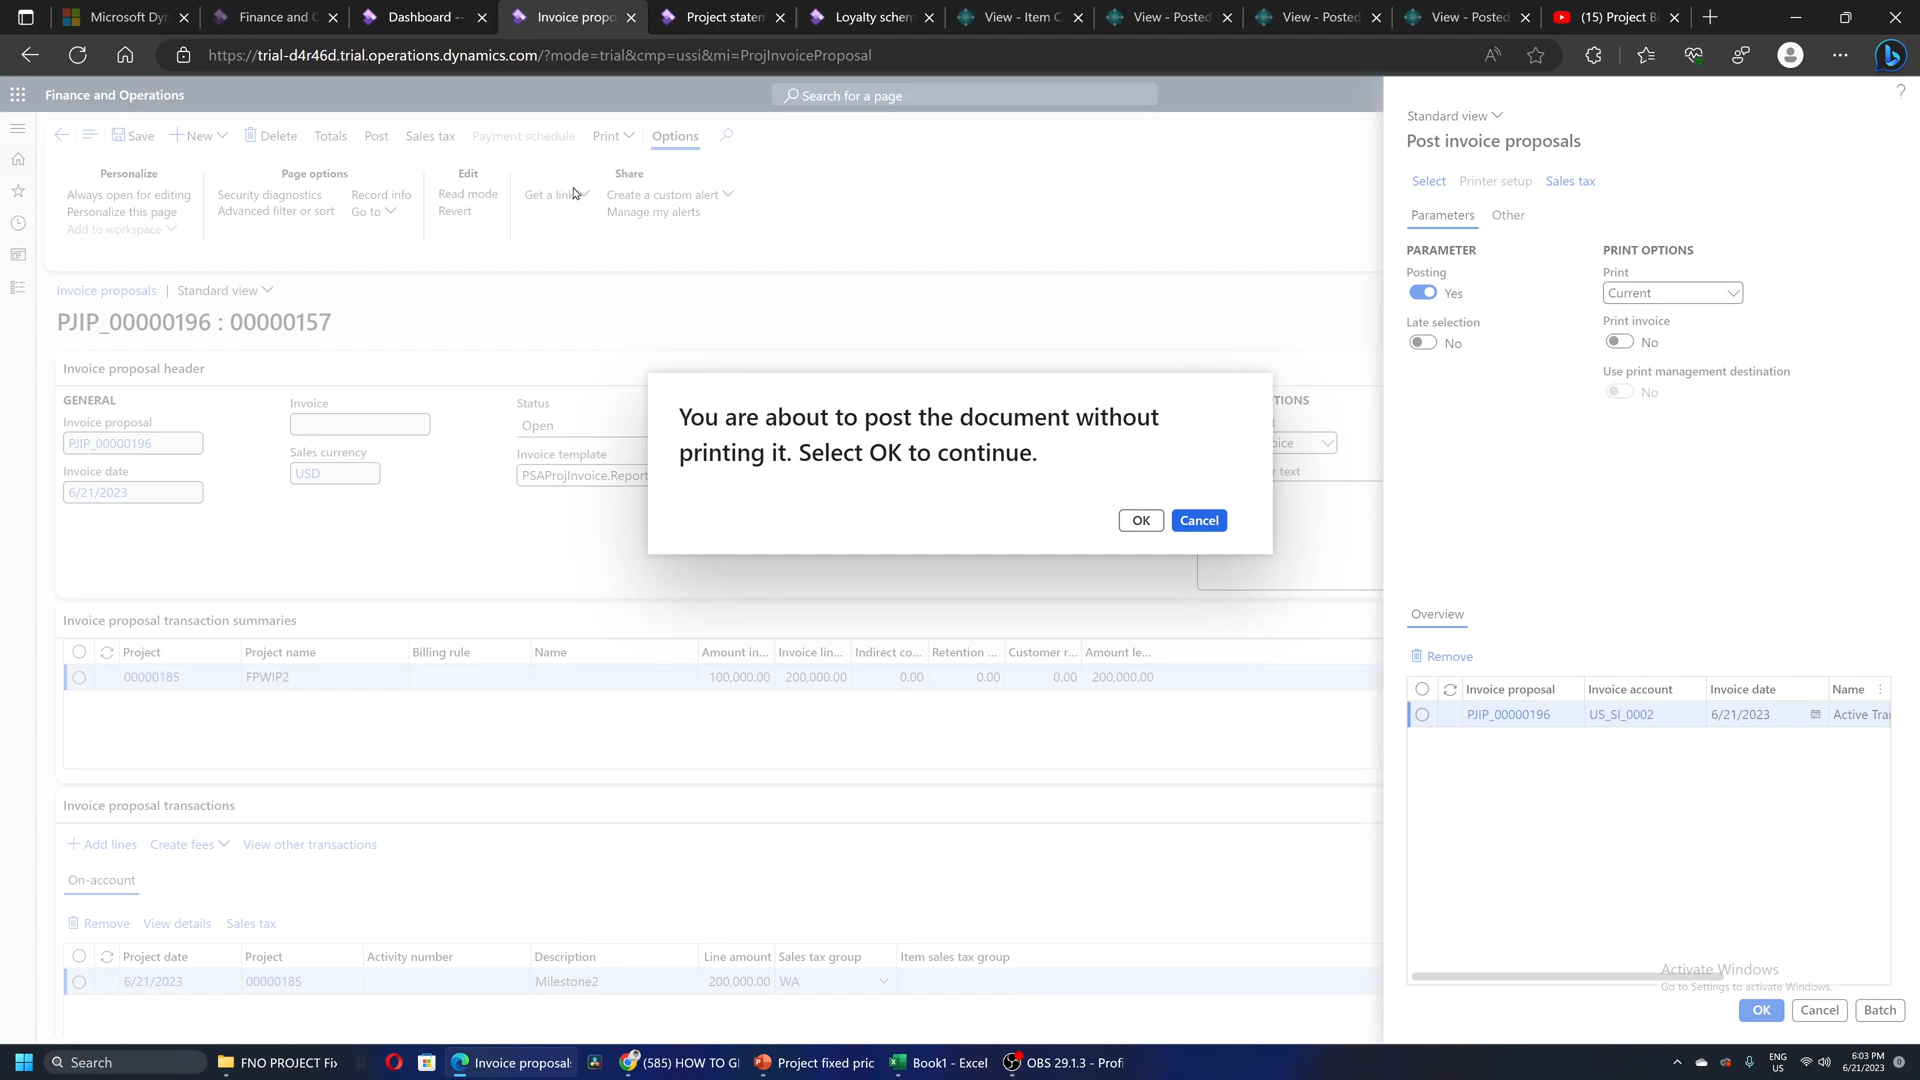 Microsoft Dyn
Finance and C
Dashboard --
Invoice propo
Project statem
Loyalty schem
View - Item C
View - Posted
View - Posted
View - Posted
(15) Project B
https://trial-d4r46d.trial.operations.dynamics.com/?mode=trial&cmp=ussi&mi=ProjInvoiceProposal
Finance and Operations
Search for a page
Save New Delete Totals Post Sales tax Payment schedule Print Options
Personalize
Always open for editing
Personalize this page
Add to workspace
Page options
Security diagnostics Record info
Advanced filter or sort Go to
Edit
Read mode
Revert
Share
Get a link Create a custom alert
Manage my alerts
Invoice proposals | Standard view
PJIP_00000196 : 00000157
Invoice proposal header
GENERAL
Invoice proposal
PJIP_00000196
Invoice date
6/21/2023
Invoice
Sales currency
USD
Status
Open
Invoice template
PSAProjInvoice.Report
You are about to post the document without
printing it. Select OK to continue.
OK Cancel
Invoice proposal transaction summaries
Project Project name Billing rule Name Amount in... Invoice lin... Indirect co... Retention ... Customer r... Amount le...
00000185 FPWIP2 100,000.00 200,000.00 0.00 0.00 0.00 200,000.00
Invoice proposal transactions
Add lines Create fees View other transactions
On-account
Remove View details Sales tax
Project date Project Activity number Description Line amount Sales tax group Item sales tax group
6/21/2023 00000185 Milestone2 200,000.00 WA
?
Standard view
Post invoice proposals
Select Printer setup Sales tax
Parameters Other
PARAMETER
Posting
Yes
Late selection
No
PRINT OPTIONS
Print
Current
Print invoice
No
Use print management destination
No
Overview
Remove
Invoice proposal Invoice account Invoice date Name
PJIP_00000196 US_SI_0002 6/21/2023 Active Tra
Activate Windows
Go to Settings to activate Windows.
OK Cancel Batch
Search
FNO PROJECT Fix
Invoice proposals
(585) HOW TO GI
Project fixed pric
Book1 - Excel
OBS 29.1.3 - Profi
ENG
US
6:03 PM
6/21/2023